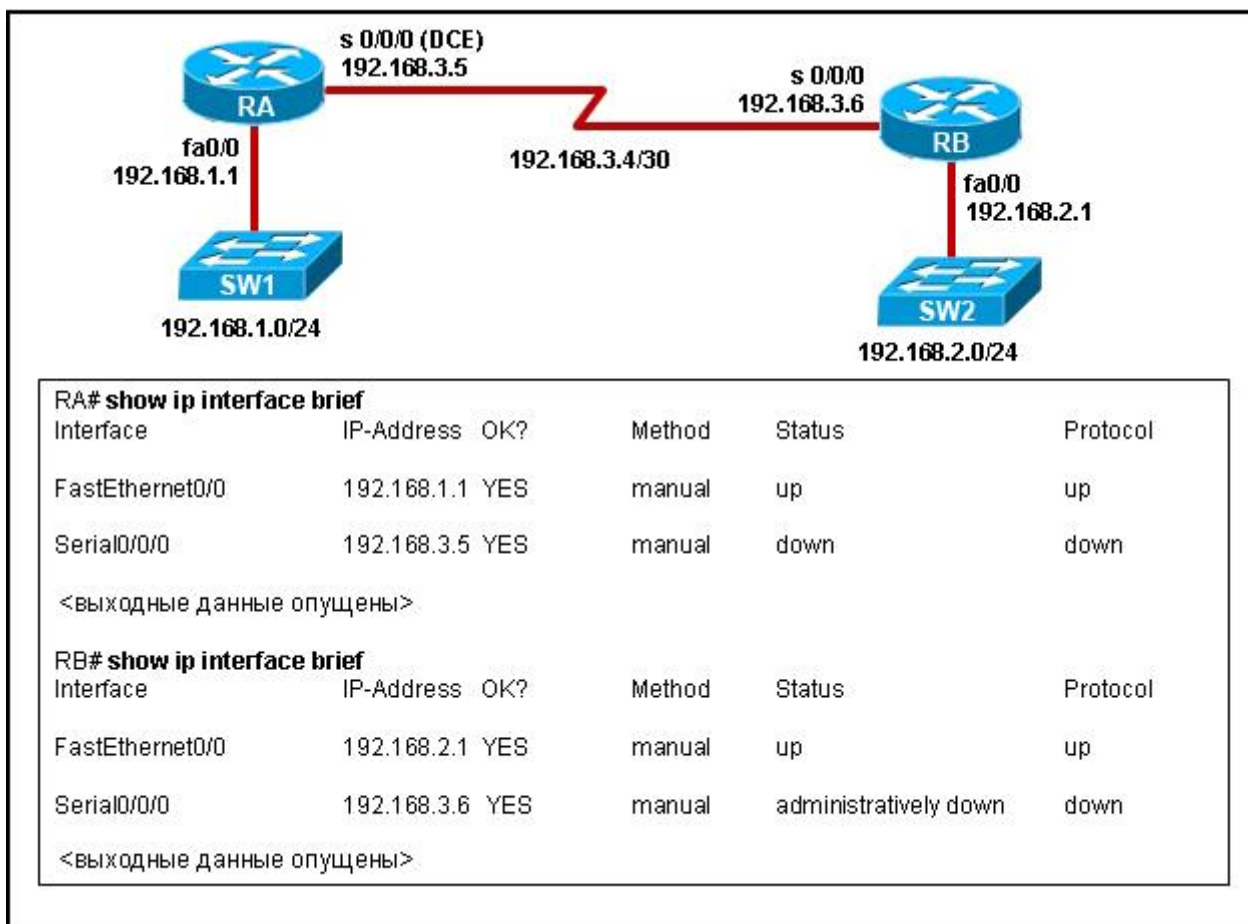 s 0/0/0 (DCE)
192.168.3.5
s 0/0/0
192.168.3.6
RA
RB
fa0/0
192.168.1.1
192.168.3.4/30
fa0/0
192.168.2.1
SW1
SW2
192.168.1.0/24
192.168.2.0/24
RA# show ip interface brief
Interface IP-Address OK? Method Status Protocol
FastEthernet0/0 192.168.1.1 YES manual up up
Serial0/0/0 192.168.3.5 YES manual down down
<выходные данные опущены>
RB# show ip interface brief
Interface IP-Address OK? Method Status Protocol
FastEthernet0/0 192.168.2.1 YES manual up up
Serial0/0/0 192.168.3.6 YES manual administratively down down
<выходные данные опущены>